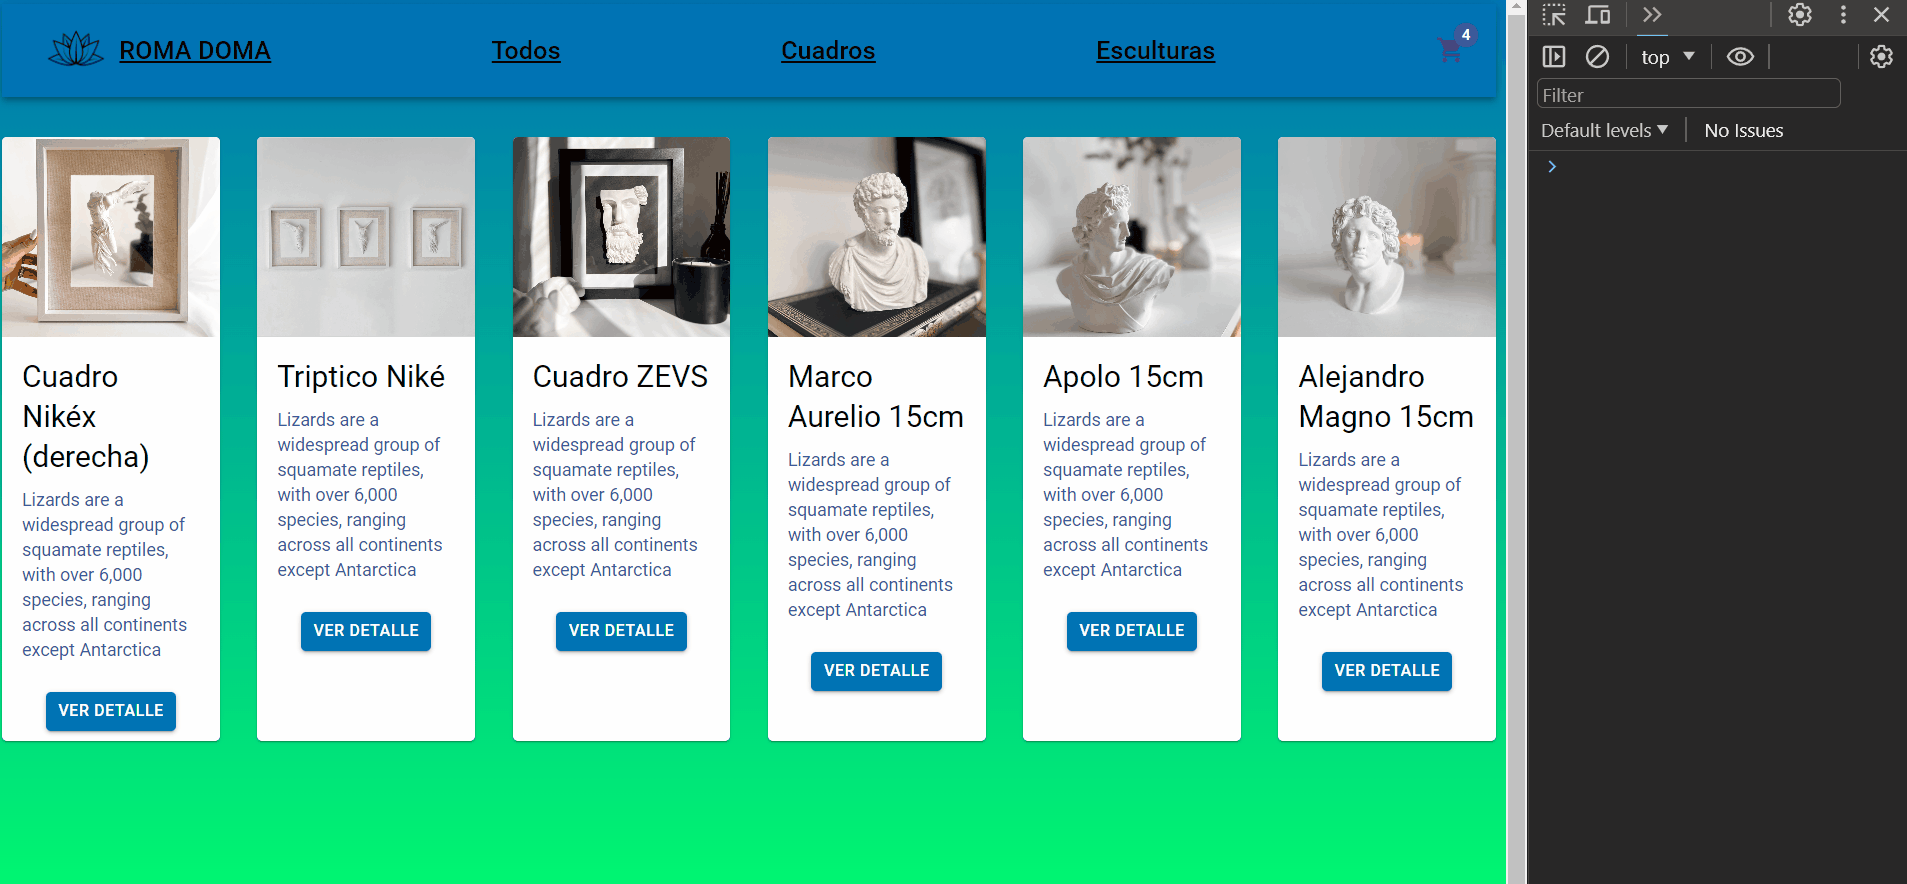 ROMA DOMA
Todos
Cuadros
Esculturas
4
Cuadro
Nikéx
(derecha)
Lizards are a
widespread group of
squamate reptiles,
with over 6,000
species, ranging
across all continents
except Antarctica
VER DETALLE
Triptico Niké
Lizards are a
widespread group of
squamate reptiles,
with over 6,000
species, ranging
across all continents
except Antarctica
VER DETALLE
Cuadro ZEVS
Lizards are a
widespread group of
squamate reptiles,
with over 6,000
species, ranging
across all continents
except Antarctica
VER DETALLE
Marco
Aurelio 15cm
Lizards are a
widespread group of
squamate reptiles,
with over 6,000
species, ranging
across all continents
except Antarctica
VER DETALLE
Apolo 15cm
Lizards are a
widespread group of
squamate reptiles,
with over 6,000
species, ranging
across all continents
except Antarctica
VER DETALLE
Alejandro
Magno 15cm
Lizards are a
widespread group of
squamate reptiles,
with over 6,000
species, ranging
across all continents
except Antarctica
VER DETALLE
top
Filter
Default levels
No Issues